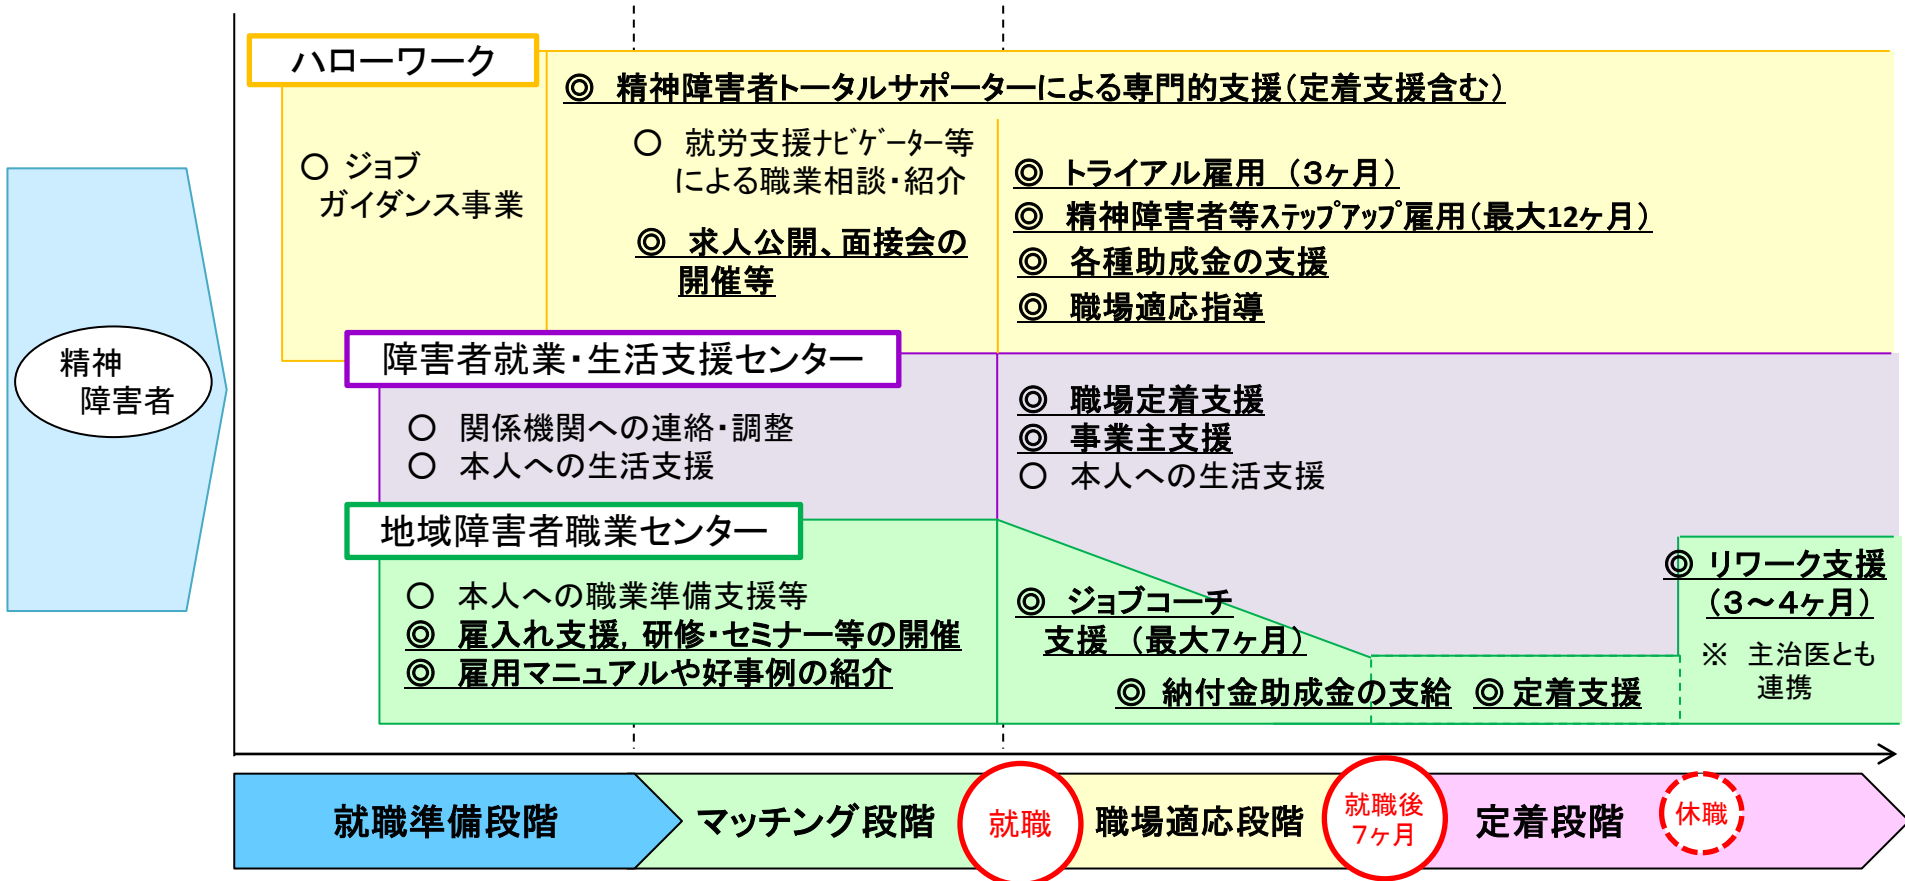 ハローワーク
◎ 精神障害者トータルサポーターによる専門的支援(定着支援含む)
○ ジョブ
ガイダンス事業
○ 就労支援ナビゲーター等
による職業相談・紹介
◎ 求人公開、面接会の
開催等
◎ トライアル雇用 (3ヶ月)
◎ 精神障害者等ステップアップ雇用(最大12ヶ月)
◎ 各種助成金の支援
◎ 職場適応指導
精神
障害者
障害者就業・生活支援センター
○ 関係機関への連絡・調整
○ 本人への生活支援
◎ 職場定着支援
◎ 事業主支援
○ 本人への生活支援
地域障害者職業センター
○ 本人への職業準備支援等
◎ 雇入れ支援, 研修・セミナー等の開催
◎ 雇用マニュアルや好事例の紹介
◎ ジョブコーチ
支援 (最大7ヶ月)
◎ 納付金助成金の支給
◎ 定着支援
◎ リワーク支援
(3~4ヶ月)
※ 主治医とも
連携
就職準備段階
マッチング段階
就職
職場適応段階
就職後
7ヶ月
定着段階
休職